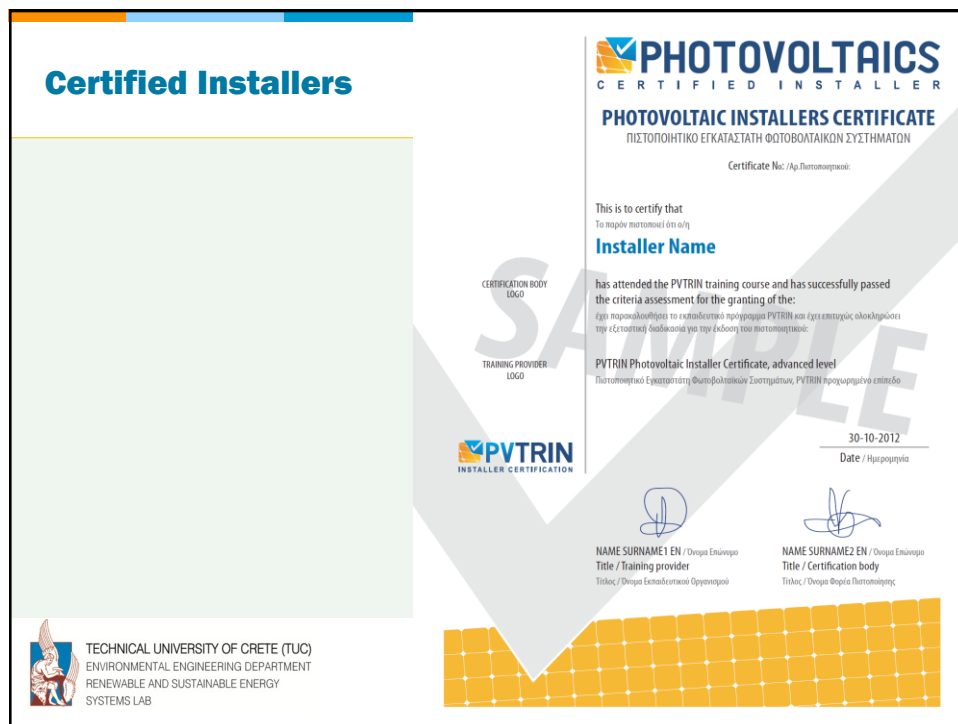 Certified Installers
PHOTOVOLTAICS
CERTIFIED INSTALLER
PHOTOVOLTAIC INSTALLERS CERTIFICATE
ΠΙΣΤΟΠΟΙΗΤΙΚΟ ΕΓΚΑΤΑΣΤΑΤΗ ΦΩΤΟΒΟΛΤΑΙΚΩΝ ΣΥΣΤΗΜΑΤΩΝ
Certificate No: /Αρ.Πιστοποιητικού:
This is to certify that
Το παρόν πιστοποιεί ότι ο/η
Installer Name
CERTIFICATION BODY
LOGO
has attended the PVTRIN training course and has successfully passed
the criteria assessment for the granting of the:
έχει παρακολουθήσει το εκπαιδευτικό πρόγραμμα PVTRIN και έχει επιτυχώς ολοκληρώσει
την εξεταστική διαδικασία για την έκδοση του πιστοποιητικού:
SAMPLE
TRAINING PROVIDER
LOGO
PVTRIN Photovoltaic Installer Certificate, advanced level
Πιστοποιητικό Εγκαταστάτη Φωτοβολταϊκών Συστημάτων, PVTRIN προχωρημένο επίπεδο
PVTRIN
INSTALLER CERTIFICATION
30-10-2012
Date / Ημερομηνία
NAME SURNAME1 EN / Όνομα Επώνυμο
Title / Training provider
Τίτλος / Όνομα Εκπαιδευτικού Οργανισμού
NAME SURNAME2 EN / Όνομα Επώνυμο
Title / Certification body
Τίτλος / Όνομα Φορέα Πιστοποίησης
TECHNICAL UNIVERSITY OF CRETE (TUC)
ENVIRONMENTAL ENGINEERING DEPARTMENT
RENEWABLE AND SUSTAINABLE ENERGY
SYSTEMS LAB